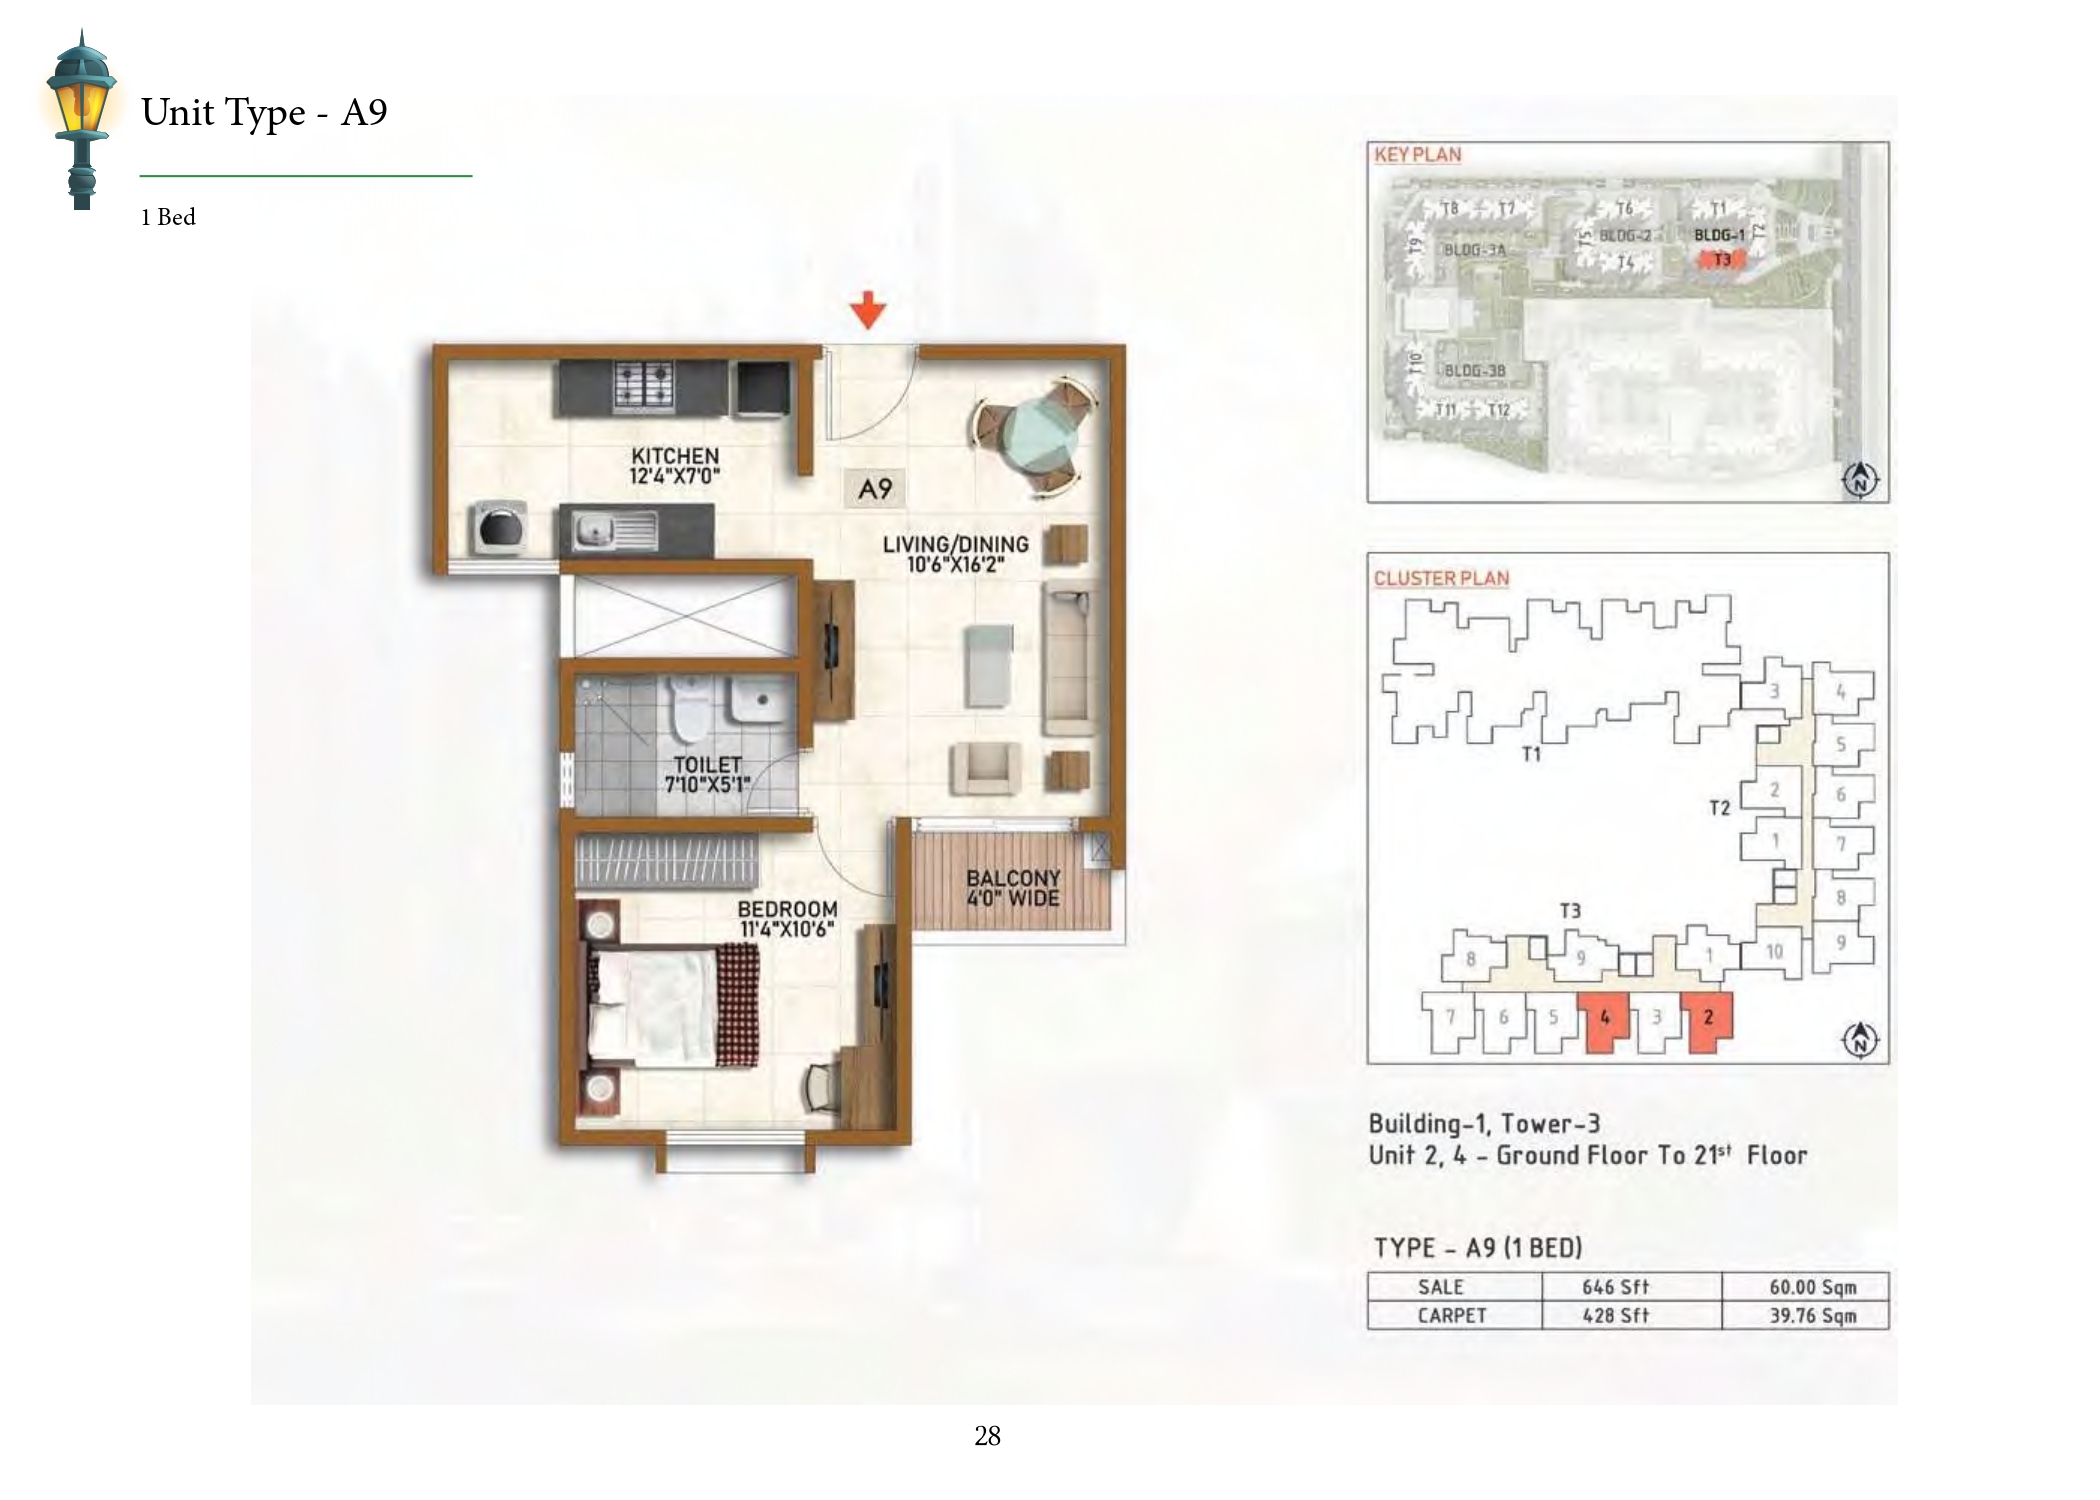 Unit Type - A9
1 Bed
KITCHEN
12'4"X7'0"
A9
LIVING/DINING
10'6"X16'2"
TOILET
7'10"X5'1"
BEDROOM
11'4"X10'6"
BALCONY
4'0" WIDE
KEY PLAN
T8
T7
T6
T1
T9
BLDG-3A
T5
BLDG-2
T4
BLDG-1
T2
T3
T10
BLDG-3B
T11
T12
N
CLUSTER PLAN
T1
3
4
5
2
6
T2
1
7
8
T3
8
9
1
10
9
7
6
5
4
3
2
N
Building-1, Tower-3
Unit 2, 4 - Ground Floor To 21st Floor
TYPE - A9 (1 BED)
SALE 646 Sft 60.00 Sqm
CARPET 428 Sft 39.76 Sqm
28